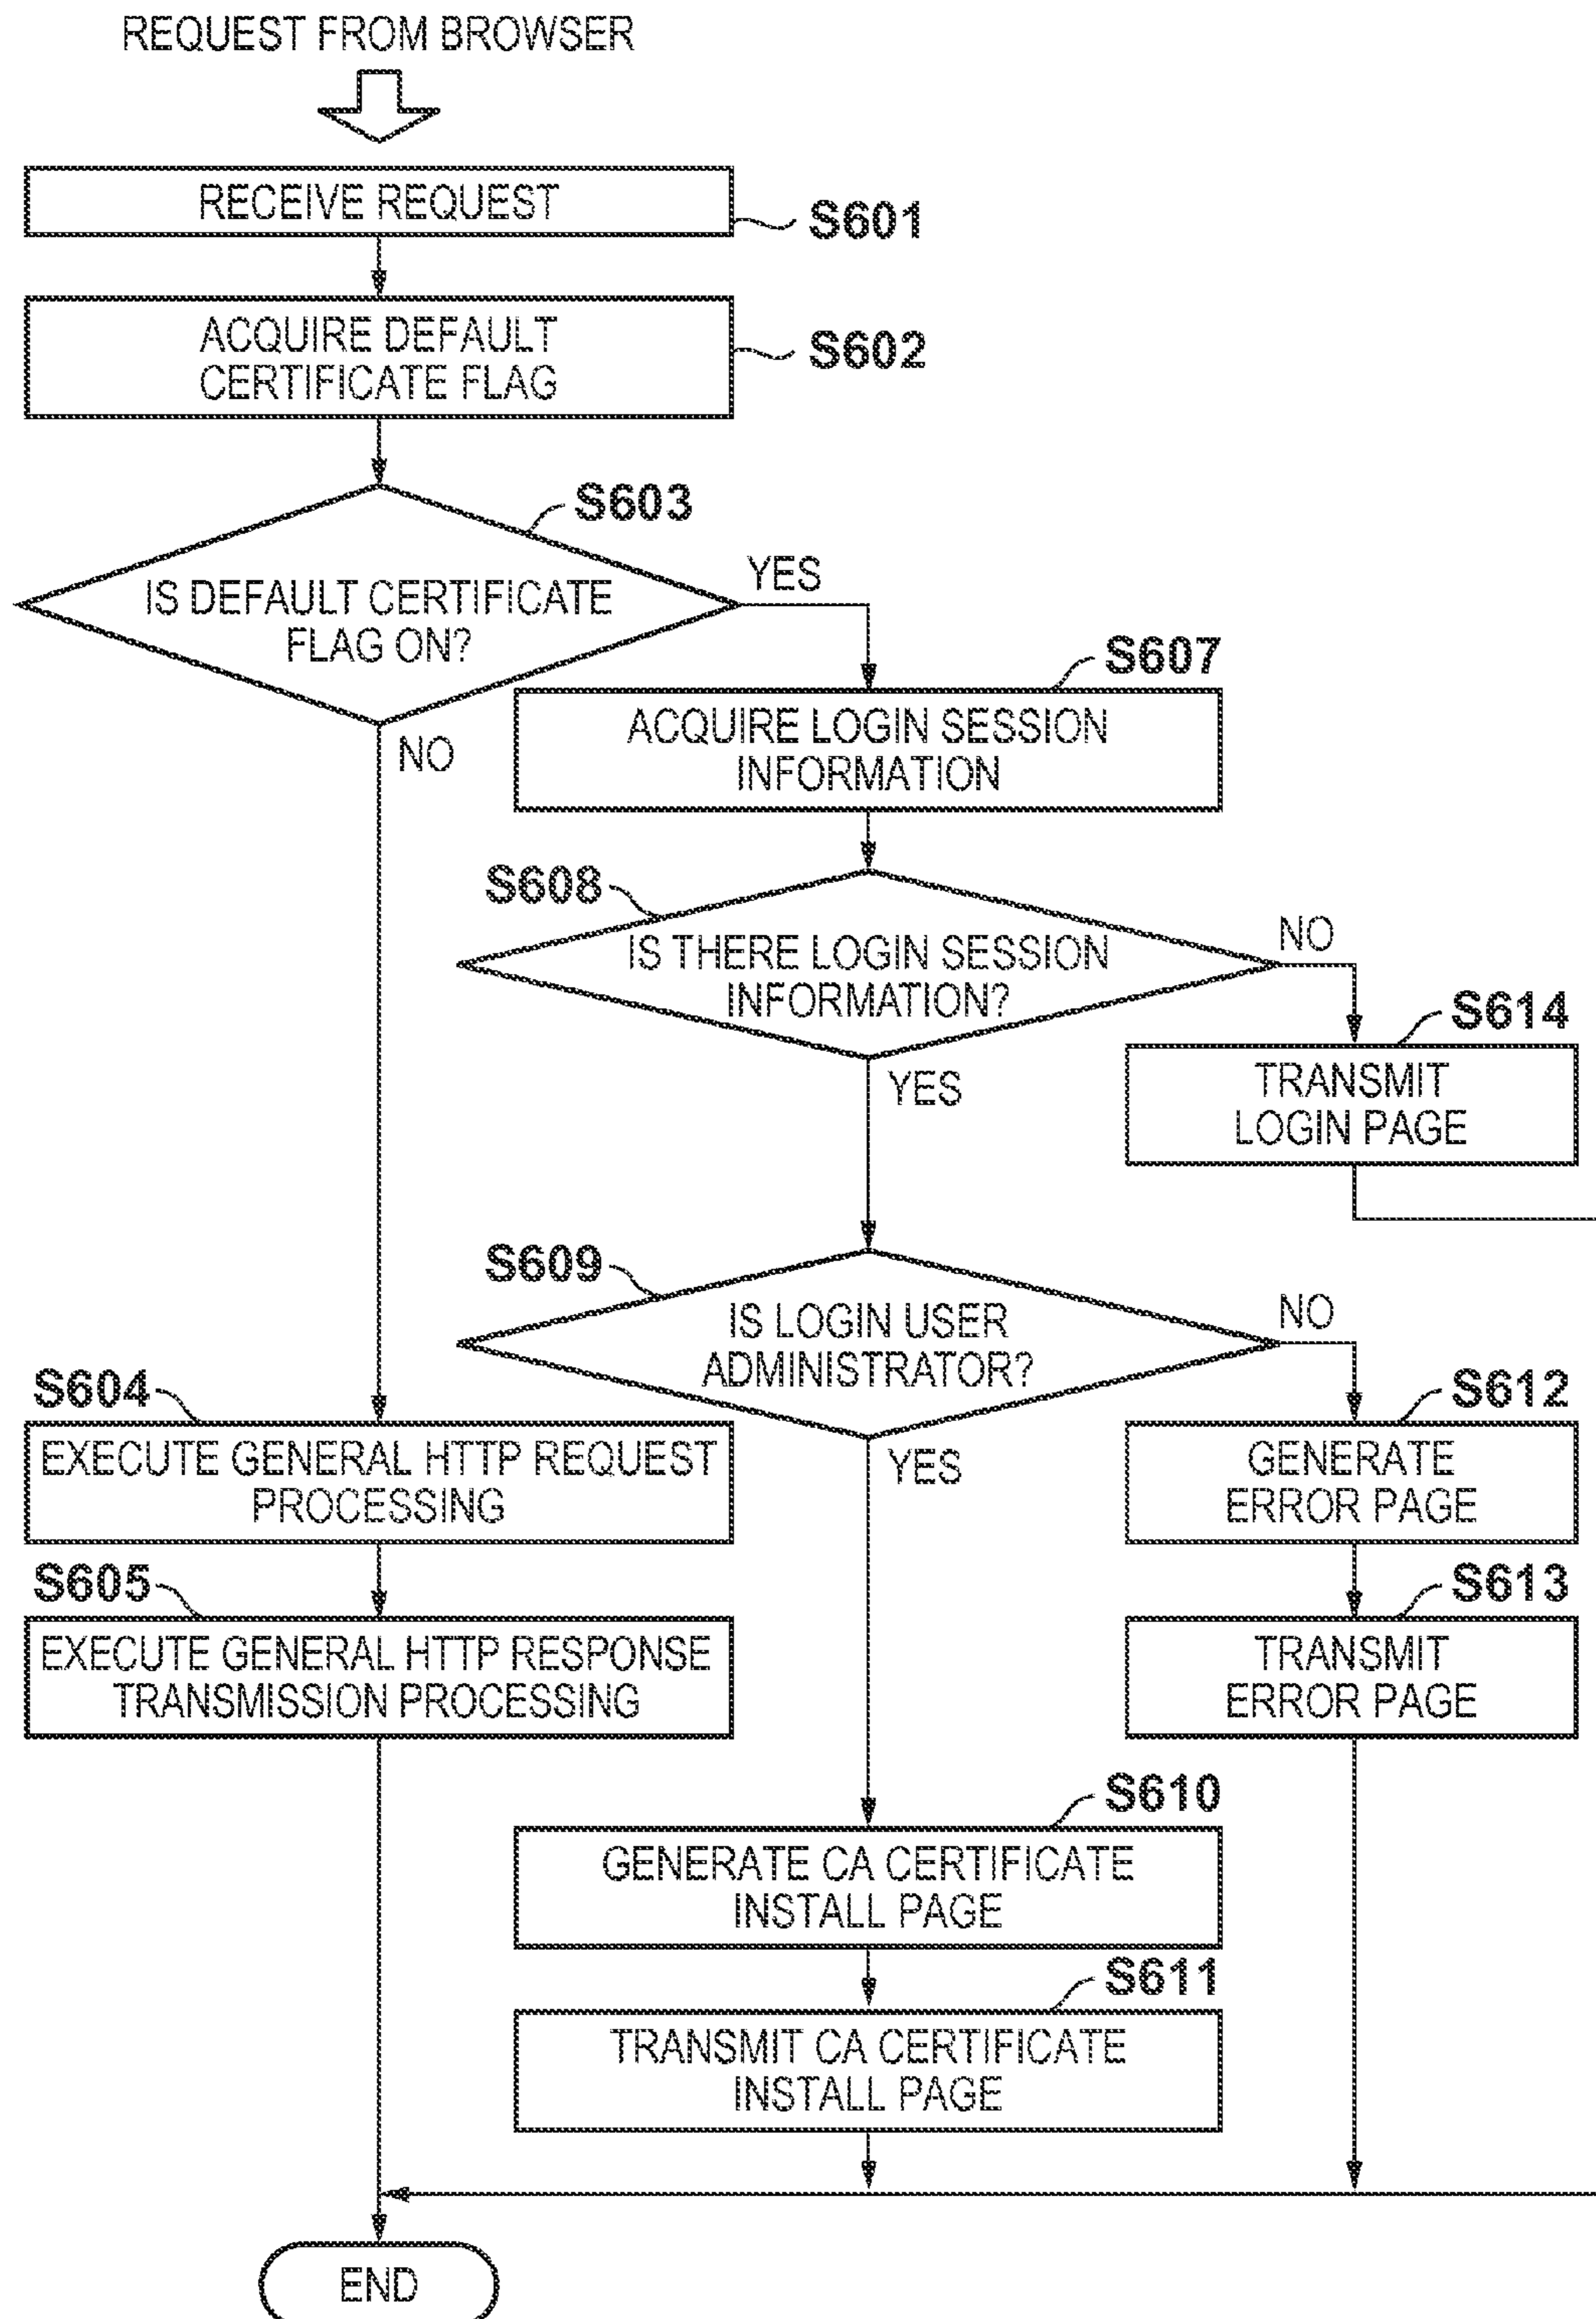 REQUEST FROM BROWSER
RECEIVE REQUEST
S601
ACQUIRE DEFAULT
CERTIFICATE FLAG
S602
S603
IS DEFAULT CERTIFICATE
FLAG ON?
YES
NO
S607
ACQUIRE LOGIN SESSION
INFORMATION
S608
IS THERE LOGIN SESSION
INFORMATION?
NO
YES
S614
TRANSMIT
LOGIN PAGE
S609
IS LOGIN USER
ADMINISTRATOR?
NO
YES
S604
EXECUTE GENERAL HTTP REQUEST
PROCESSING
S612
GENERATE
ERROR PAGE
S605
EXECUTE GENERAL HTTP RESPONSE
TRANSMISSION PROCESSING
S613
TRANSMIT
ERROR PAGE
S610
GENERATE CA CERTIFICATE
INSTALL PAGE
S611
TRANSMIT CA CERTIFICATE
INSTALL PAGE
END